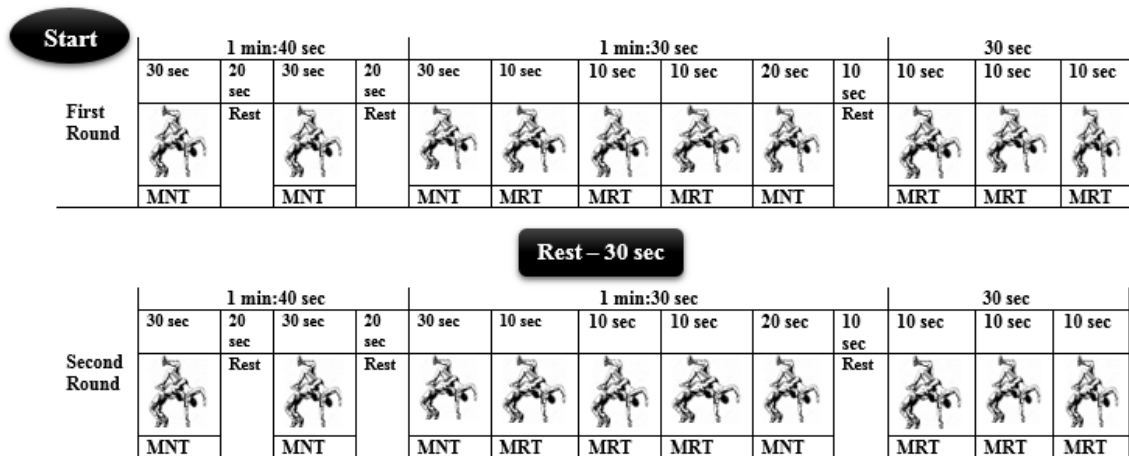 Start
1 min:40 sec 1 min:30 sec 30 sec
30 sec 20 sec 30 sec 20 sec 30 sec 10 sec 10 sec 10 sec 20 sec 10 sec 10 sec 10 sec 10 sec
First Round Rest Rest Rest
MNT MNT MNT MRT MRT MRT MNT MRT MRT MRT
Rest – 30 sec
1 min:40 sec 1 min:30 sec 30 sec
30 sec 20 sec 30 sec 20 sec 30 sec 10 sec 10 sec 10 sec 20 sec 10 sec 10 sec 10 sec 10 sec
Second Round Rest Rest Rest
MNT MNT MNT MRT MRT MRT MNT MRT MRT MRT